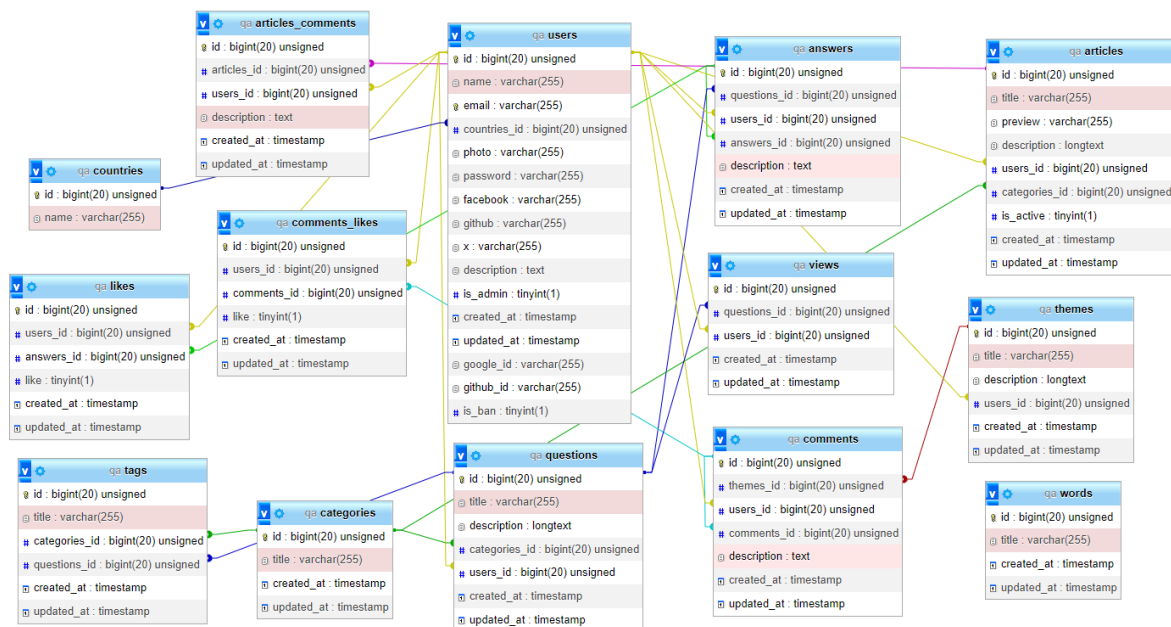 qa articles_comments
id : bigint(20) unsigned
articles_id : bigint(20) unsigned
users_id : bigint(20) unsigned
description : text
created_at : timestamp
updated_at : timestamp
qa users
id : bigint(20) unsigned
name : varchar(255)
email : varchar(255)
countries_id : bigint(20) unsigned
photo : varchar(255)
password : varchar(255)
facebook : varchar(255)
github : varchar(255)
x : varchar(255)
description : text
is_admin : tinyint(1)
created_at : timestamp
updated_at : timestamp
google_id : varchar(255)
github_id : varchar(255)
is_ban : tinyint(1)
qa answers
id : bigint(20) unsigned
questions_id : bigint(20) unsigned
users_id : bigint(20) unsigned
answers_id : bigint(20) unsigned
description : text
created_at : timestamp
updated_at : timestamp
qa articles
id : bigint(20) unsigned
title : varchar(255)
preview : varchar(255)
description : longtext
users_id : bigint(20) unsigned
categories_id : bigint(20) unsigned
is_active : tinyint(1)
created_at : timestamp
updated_at : timestamp
qa countries
id : bigint(20) unsigned
name : varchar(255)
qa comments_likes
id : bigint(20) unsigned
users_id : bigint(20) unsigned
comments_id : bigint(20) unsigned
like : tinyint(1)
created_at : timestamp
updated_at : timestamp
qa views
id : bigint(20) unsigned
questions_id : bigint(20) unsigned
users_id : bigint(20) unsigned
created_at : timestamp
updated_at : timestamp
qa likes
id : bigint(20) unsigned
users_id : bigint(20) unsigned
answers_id : bigint(20) unsigned
like : tinyint(1)
created_at : timestamp
updated_at : timestamp
qa themes
id : bigint(20) unsigned
title : varchar(255)
description : longtext
users_id : bigint(20) unsigned
created_at : timestamp
updated_at : timestamp
qa tags
id : bigint(20) unsigned
title : varchar(255)
categories_id : bigint(20) unsigned
questions_id : bigint(20) unsigned
created_at : timestamp
updated_at : timestamp
qa categories
id : bigint(20) unsigned
title : varchar(255)
created_at : timestamp
updated_at : timestamp
qa questions
id : bigint(20) unsigned
title : varchar(255)
description : longtext
categories_id : bigint(20) unsigned
users_id : bigint(20) unsigned
created_at : timestamp
updated_at : timestamp
qa comments
id : bigint(20) unsigned
themes_id : bigint(20) unsigned
users_id : bigint(20) unsigned
comments_id : bigint(20) unsigned
description : text
created_at : timestamp
updated_at : timestamp
qa words
id : bigint(20) unsigned
title : varchar(255)
created_at : timestamp
updated_at : timestamp